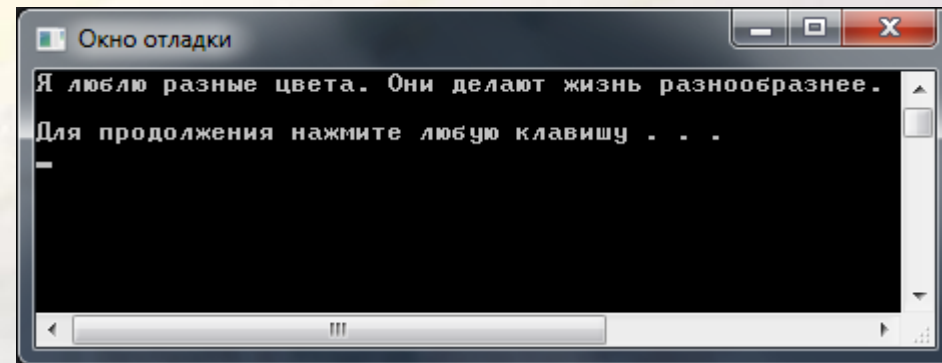 Окно отладки
Я люблю разные цвета. Они делают жизнь разнообразнее.
Для продолжения нажмите любую клавишу . . .